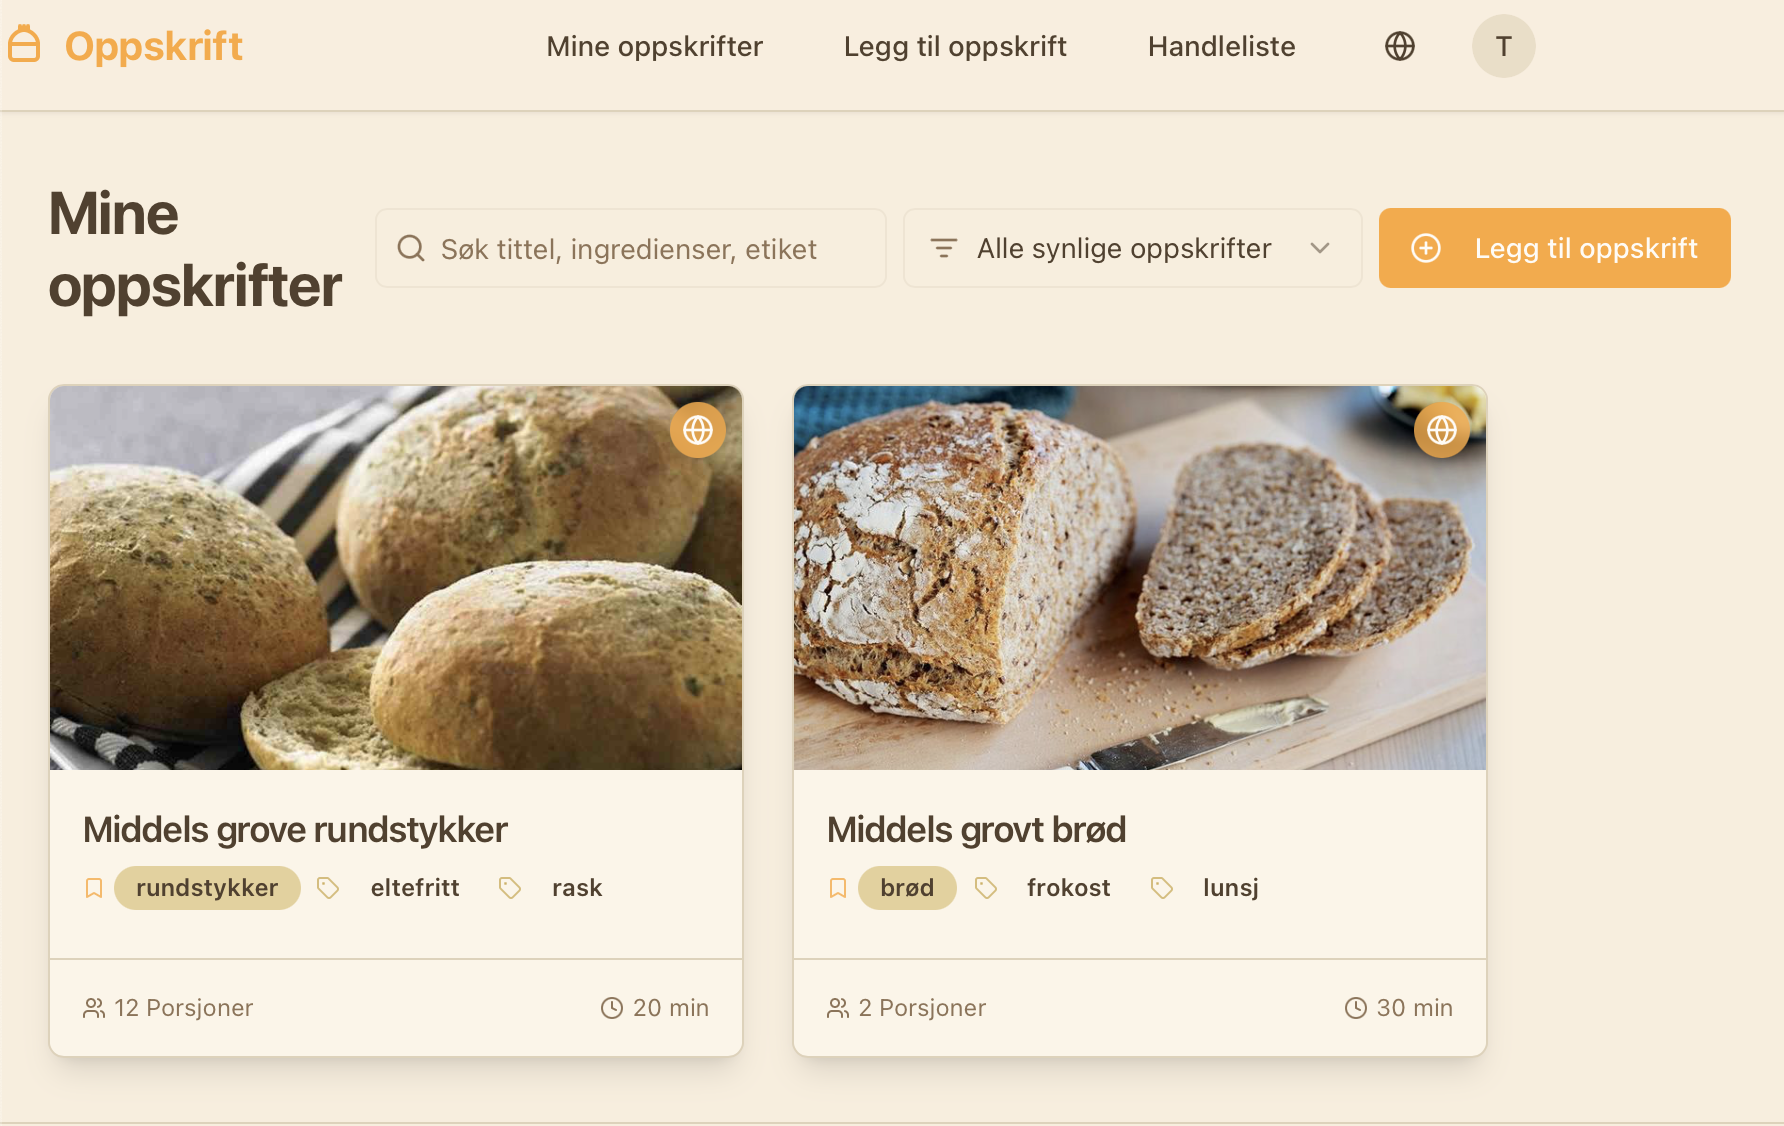 Oppskrift
Mine oppskrifter
Legg til oppskrift
Handleliste
T
Mine
oppskrifter
Søk tittel, ingredienser, etiket
Alle synlige oppskrifter
Legg til oppskrift
Middels grove rundstykker
rundstykker eltefritt rask
12 Porsjoner 20 min
Middels grovt brød
brød frokost lunsj
2 Porsjoner 30 min